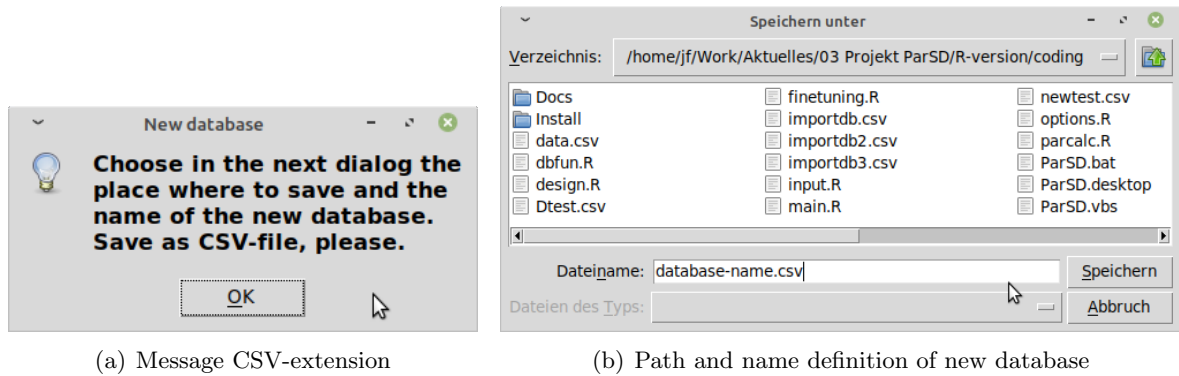 New database
Choose in the next dialog the
place where to save and the
name of the new database.
Save as CSV-file, please.
OK
(a) Message CSV-extension
Speichern unter
Verzeichnis: /home/jf/Work/Aktuelles/03 Projekt ParSD/R-version/coding
Docs finetuning.R newtest.csv
Install importdb.csv options.R
data.csv importdb2.csv parcalc.R
dbfun.R importdb3.csv ParSD.bat
design.R input.R ParSD.desktop
Dtest.csv main.R ParSD.vbs
Dateiname: database-name.csv Speichern
Dateien des Typs: Abbruch
(b) Path and name definition of new database